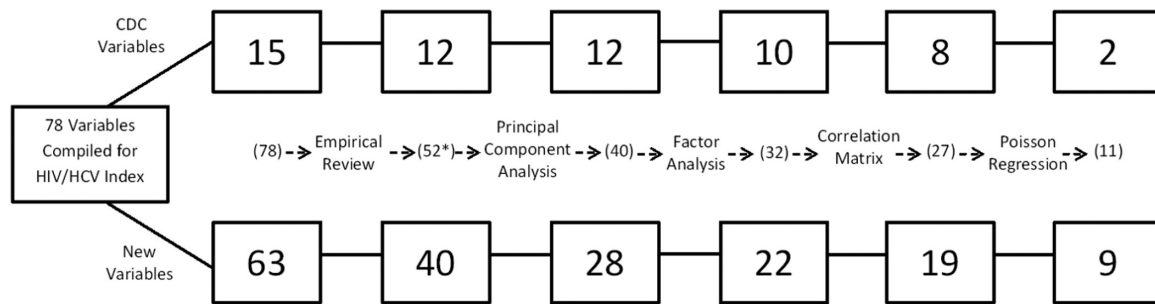 CDC
Variables
15
12
12
10
8
2
78 Variables
Compiled for
HIV/HCV Index
(78)
Empirical
Review
(52*)
Principal
Component
Analysis
(40)
Factor
Analysis
(32)
Correlation
Matrix
(27)
Poisson
Regression
(11)
New
Variables
63
40
28
22
19
9